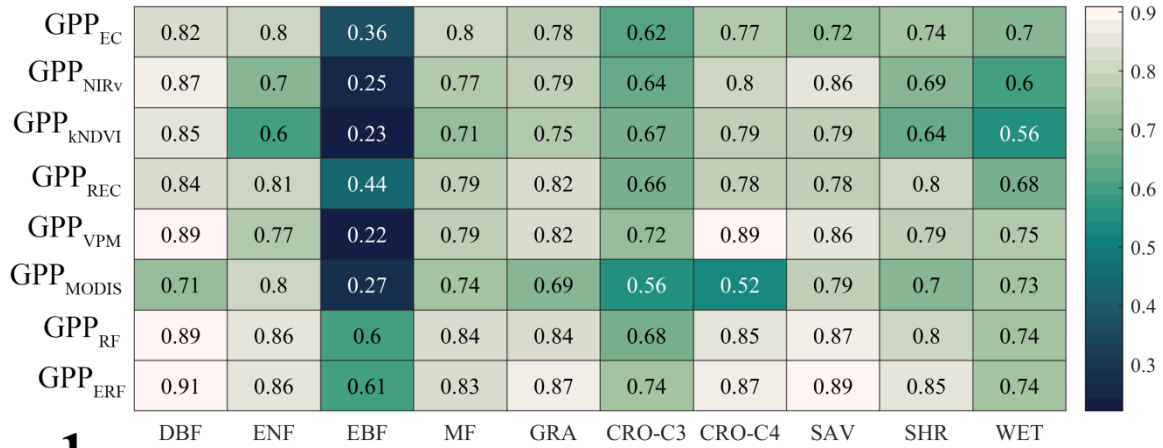 GPP_EC 0.82 0.8 0.36 0.8 0.78 0.62 0.77 0.72 0.74 0.7
GPP_NIRv 0.87 0.7 0.25 0.77 0.79 0.64 0.8 0.86 0.69 0.6
GPP_kNDVI 0.85 0.6 0.23 0.71 0.75 0.67 0.79 0.79 0.64 0.56
GPP_REC 0.84 0.81 0.44 0.79 0.82 0.66 0.78 0.78 0.8 0.68
GPP_VPM 0.89 0.77 0.22 0.79 0.82 0.72 0.89 0.86 0.79 0.75
GPP_MODIS 0.71 0.8 0.27 0.74 0.69 0.56 0.52 0.79 0.7 0.73
GPP_RF 0.89 0.86 0.6 0.84 0.84 0.68 0.85 0.87 0.8 0.74
GPP_ERF 0.91 0.86 0.61 0.83 0.87 0.74 0.87 0.89 0.85 0.74
DBF ENF EBF MF GRA CRO-C3 CRO-C4 SAV SHR WET
0.9
0.8
0.7
0.6
0.5
0.4
0.3